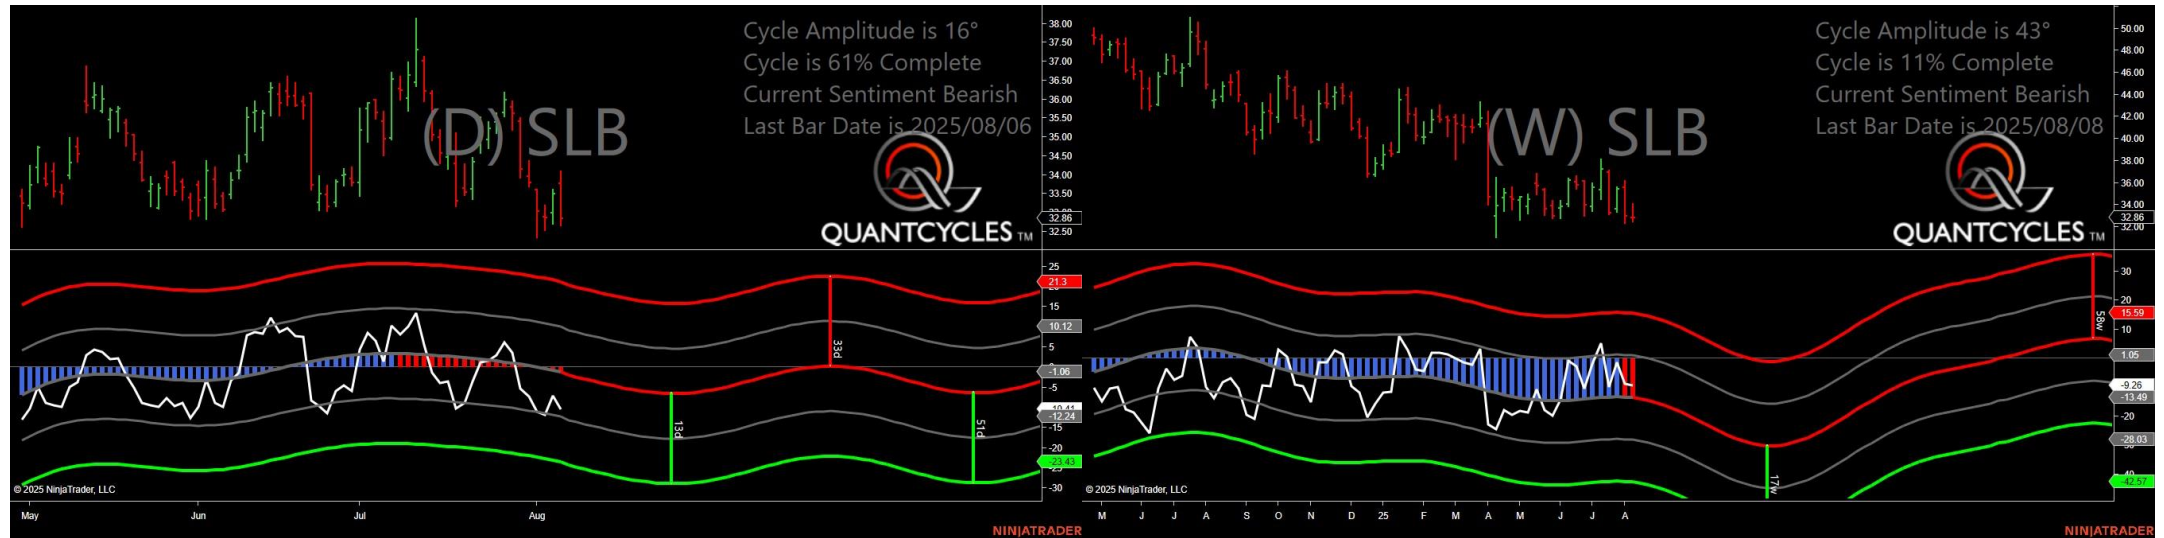 Cycle Amplitude is 16°
Cycle is 61% Complete
Current Sentiment Bearish
Last Bar Date is 2025/08/06
(D) SLB
QUANTCYCLES TM
38.00
37.50
37.00
36.50
36.00
35.50
35.00
34.50
34.00
33.50
32.86
32.50
25
21.3
15
10.12
5
-1.06
-5
-12.24
-15
-20
-23.43
-30
33d
13d
51d
© 2025 NinjaTrader, LLC
May
Jun
Jul
Aug
NINJATRADER
Cycle Amplitude is 43°
Cycle is 11% Complete
Current Sentiment Bearish
Last Bar Date is 2025/08/08
(W) SLB
QUANTCYCLES TM
50.00
48.00
46.00
44.00
42.00
40.00
38.00
36.00
34.00
32.86
32.00
30
20
15.59
10
1.05
-9.26
-13.49
-20
-28.03
-42.57
58w
17w
© 2025 NinjaTrader, LLC
M
J
J
A
S
O
N
D
25
F
M
A
M
J
J
A
NINJATRADER